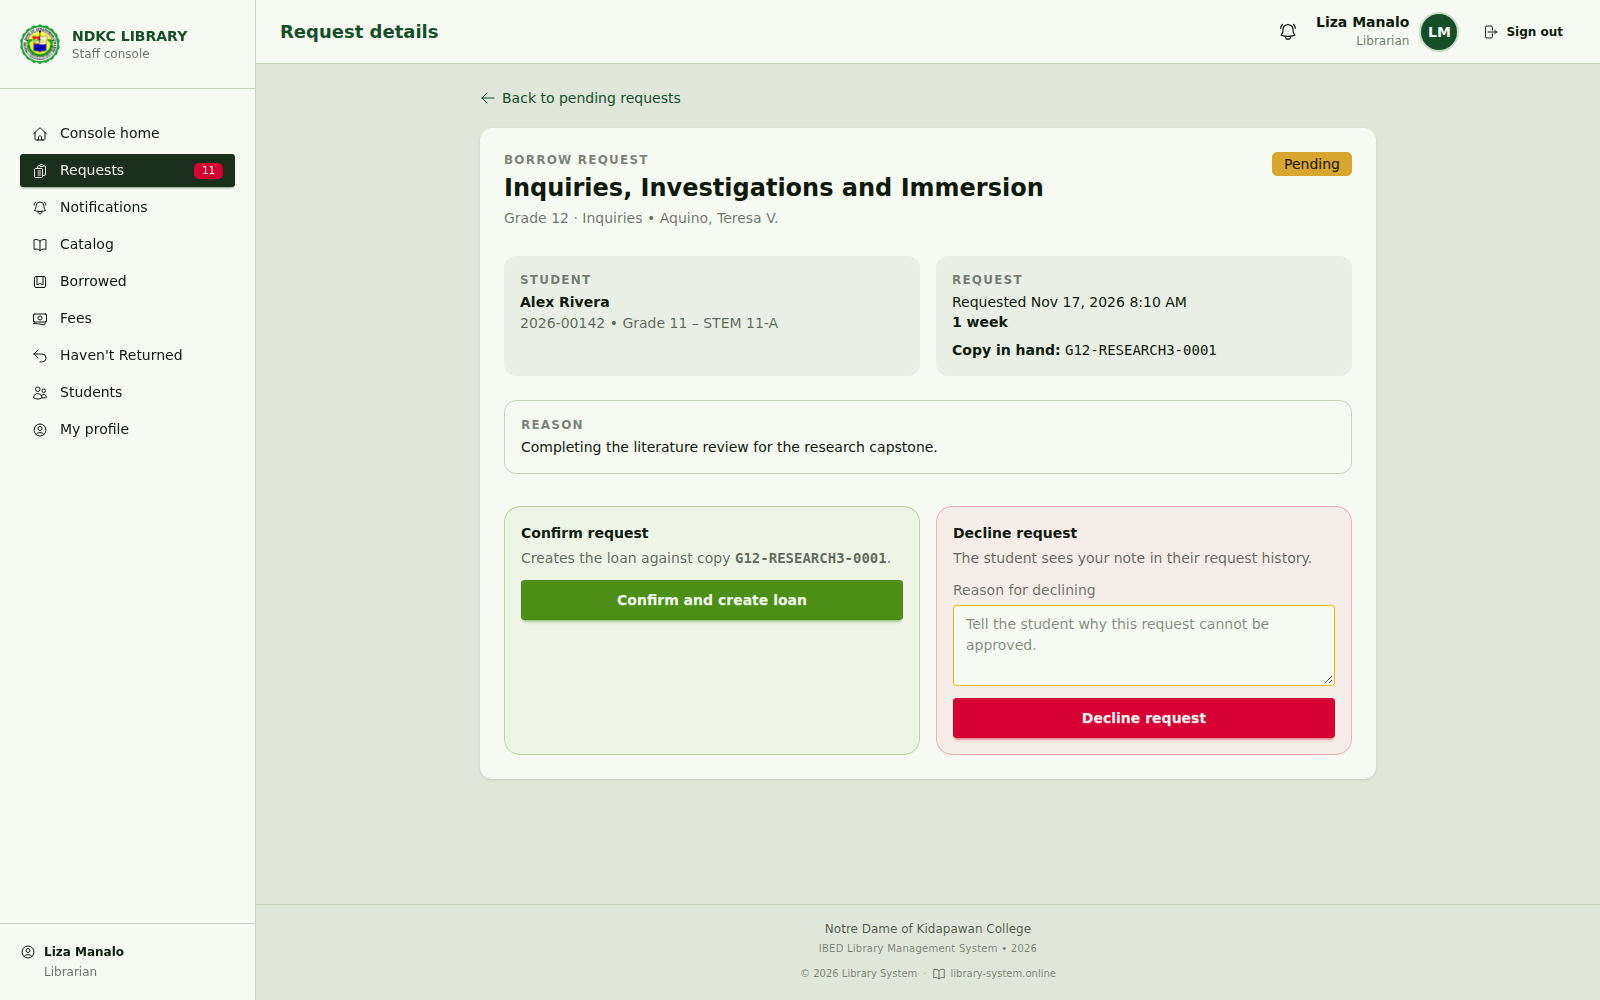 NDKC LIBRARY
Staff console
Console home
Requests 11
Notifications
Catalog
Borrowed
Fees
Haven't Returned
Students
My profile
Liza Manalo
Librarian
Request details
Liza Manalo
Librarian
LM
Sign out
Back to pending requests
BORROW REQUEST
Pending
Inquiries, Investigations and Immersion
Grade 12 · Inquiries • Aquino, Teresa V.
STUDENT
Alex Rivera
2026-00142 • Grade 11 – STEM 11-A
REQUEST
Requested Nov 17, 2026 8:10 AM
1 week
Copy in hand: G12-RESEARCH3-0001
REASON
Completing the literature review for the research capstone.
Confirm request
Creates the loan against copy G12-RESEARCH3-0001.
Confirm and create loan
Decline request
The student sees your note in their request history.
Reason for declining
Tell the student why this request cannot be
approved.
Decline request
Notre Dame of Kidapawan College
IBED Library Management System • 2026
© 2026 Library System · library-system.online